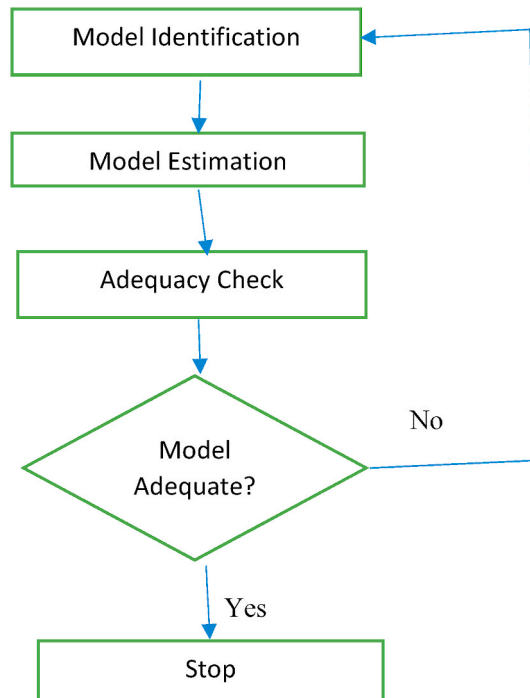 Model Identification
Model Estimation
Adequacy Check
No
Model
Adequate?
Yes
Stop